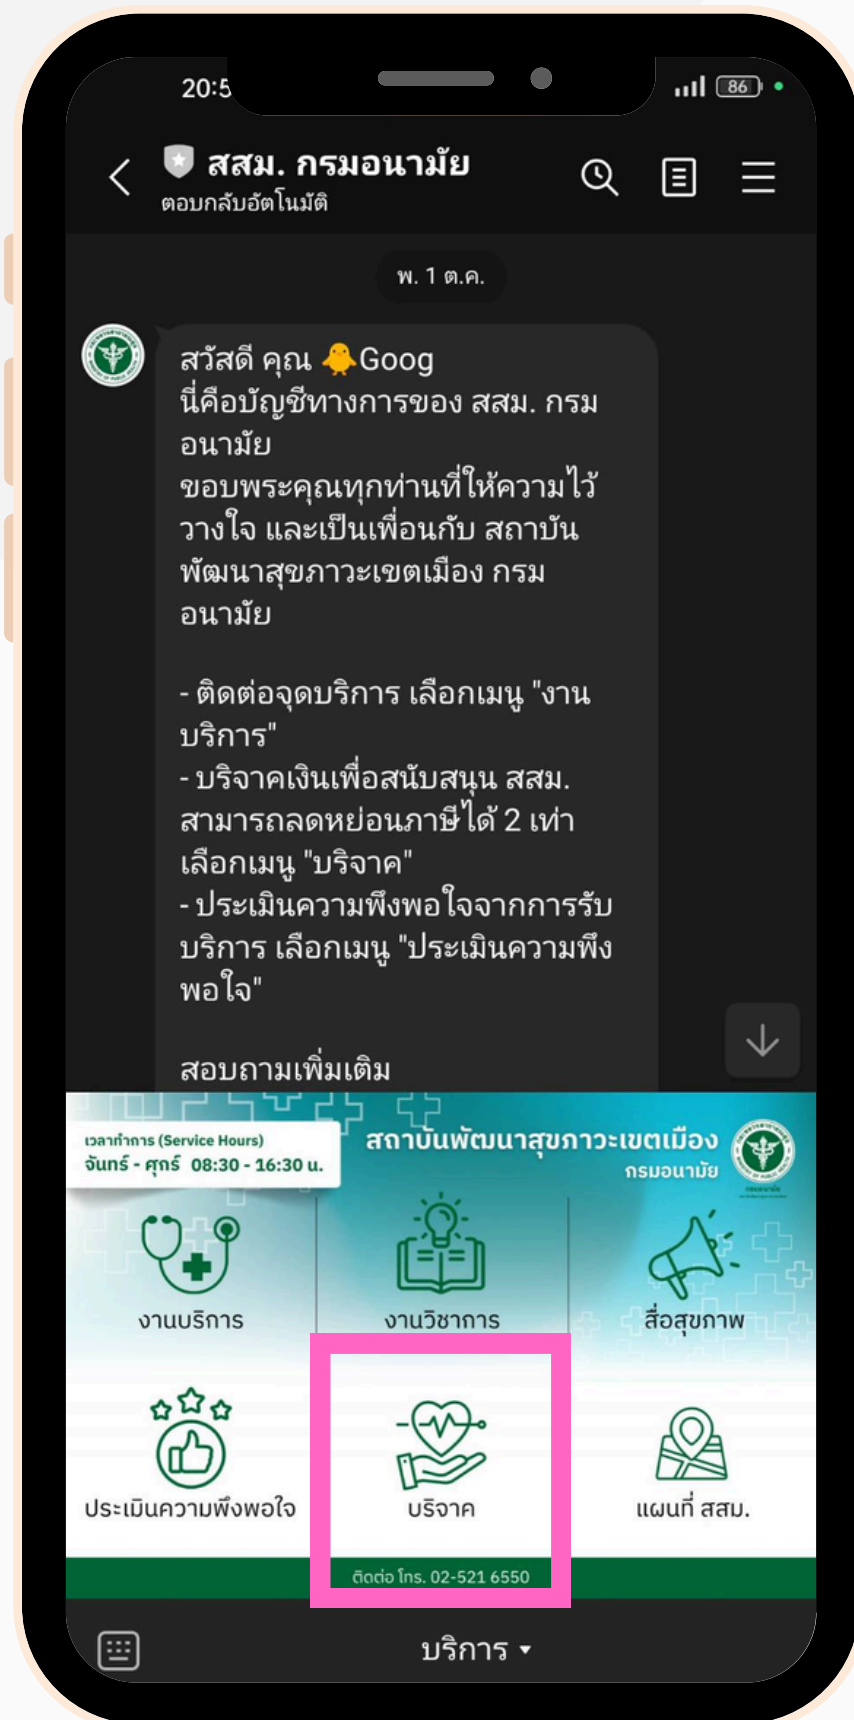 20:5
86
สสม. กรมอนามัย
ตอบกลับอัตโนมัติ
พ. 1 ต.ค.
สวัสดี คุณ 🐥Goog
นี่คือบัญชีทางการของ สสม. กรม
อนามัย
ขอบพระคุณทุกท่านที่ให้ความไว้
วางใจ และเป็นเพื่อนกับ สถาบัน
พัฒนาสุขภาวะเขตเมือง กรม
อนามัย
- ติดต่อจุดบริการ เลือกเมนู "งาน
บริการ"
- บริจาคเงินเพื่อสนับสนุน สสม.
สามารถลดหย่อนภาษีได้ 2 เท่า
เลือกเมนู "บริจาค"
- ประเมินความพึงพอใจจากการรับ
บริการ เลือกเมนู "ประเมินความพึง
พอใจ"
สอบถามเพิ่มเติม
เวลาทำการ (Service Hours)
จันทร์ - ศุกร์ 08:30 - 16:30 น.
สถาบันพัฒนาสุขภาวะเขตเมือง
กรมอนามัย
งานบริการ
งานวิชาการ
สื่อสุขภาพ
ประเมินความพึงพอใจ
บริจาค
แผนที่ สสม.
ติดต่อ โทร. 02-521 6550
บริการ